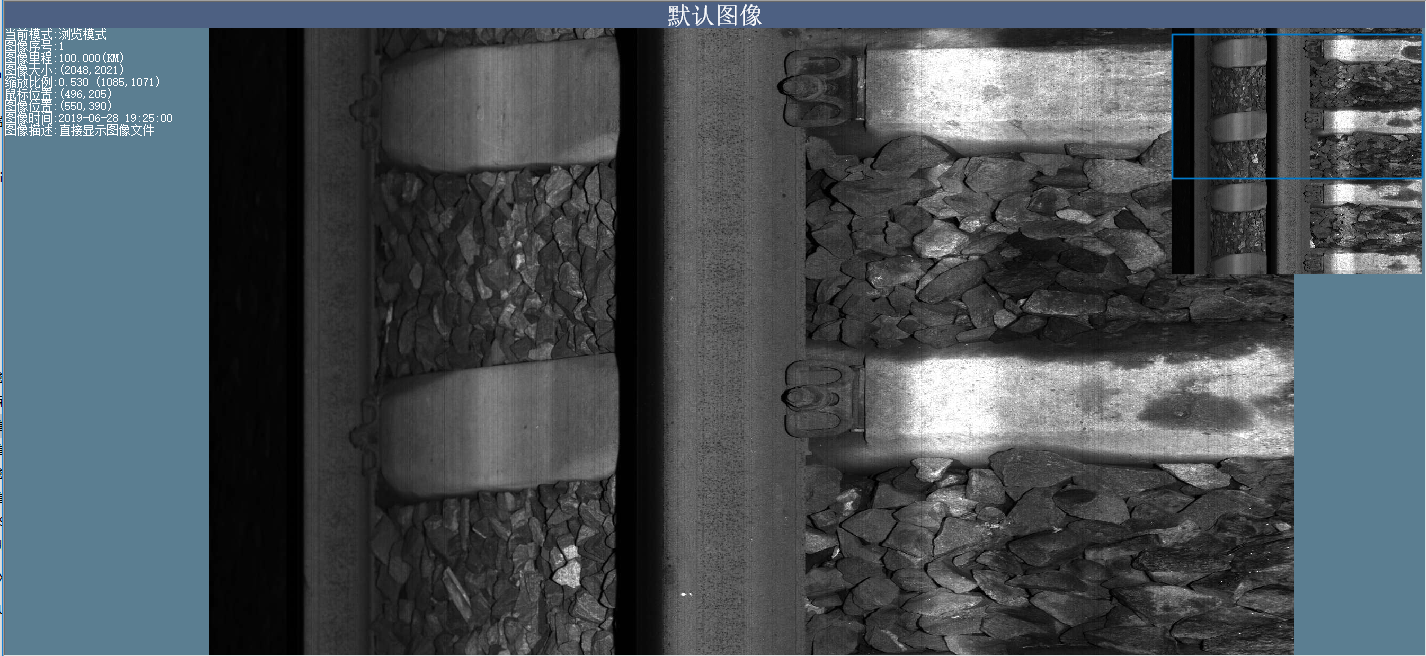 默认图像
当前模式:浏览模式
图像序号:1
图像里程:100.000(KM)
图像大小:(2048,2021)
缩放比例:0.530 (1085,1071)
鼠标位置:(496,205)
图像位置:(550,390)
图像时间:2019-06-28 19:25:00
图像描述:直接显示图像文件